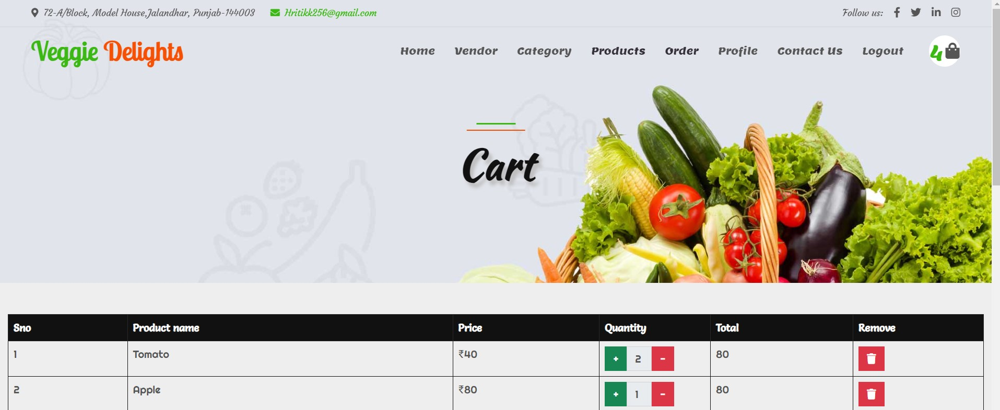 72-A/Block, Model House,Jalandhar, Punjab-144003 Hritikk256@gmail.com Follow us:
Veggie Delights Home Vendor Category Products Order Profile Contact Us Logout 4
Cart
Sno Product name Price Quantity Total Remove
1 Tomato ₹40 + 2 - 80
2 Apple ₹80 + 1 - 80